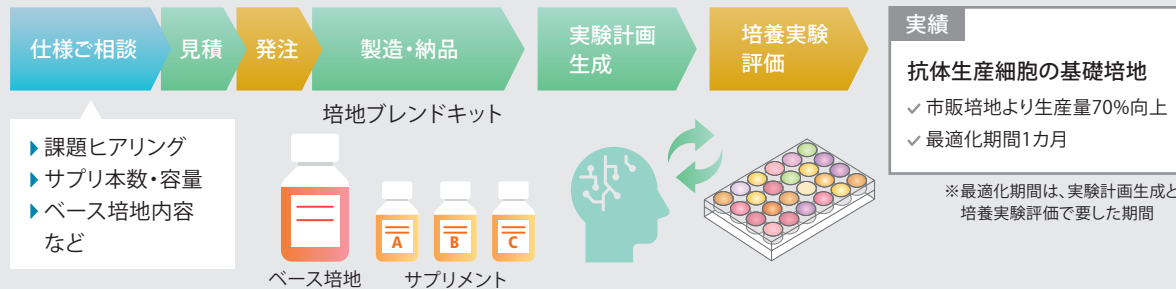 仕様ご相談
見積
発注
製造・納品
実験計画
生成
培養実験
評価
▶課題ヒアリング
▶サプリ本数・容量
▶ベース培地内容
など
培地ブレンドキット
A
B
C
ベース培地
サプリメント
実績
抗体生産細胞の基礎培地
✓市販培地より生産量70%向上
✓最適化期間1カ月
※最適化期間は、実験計画生成と
培養実験評価で要した期間